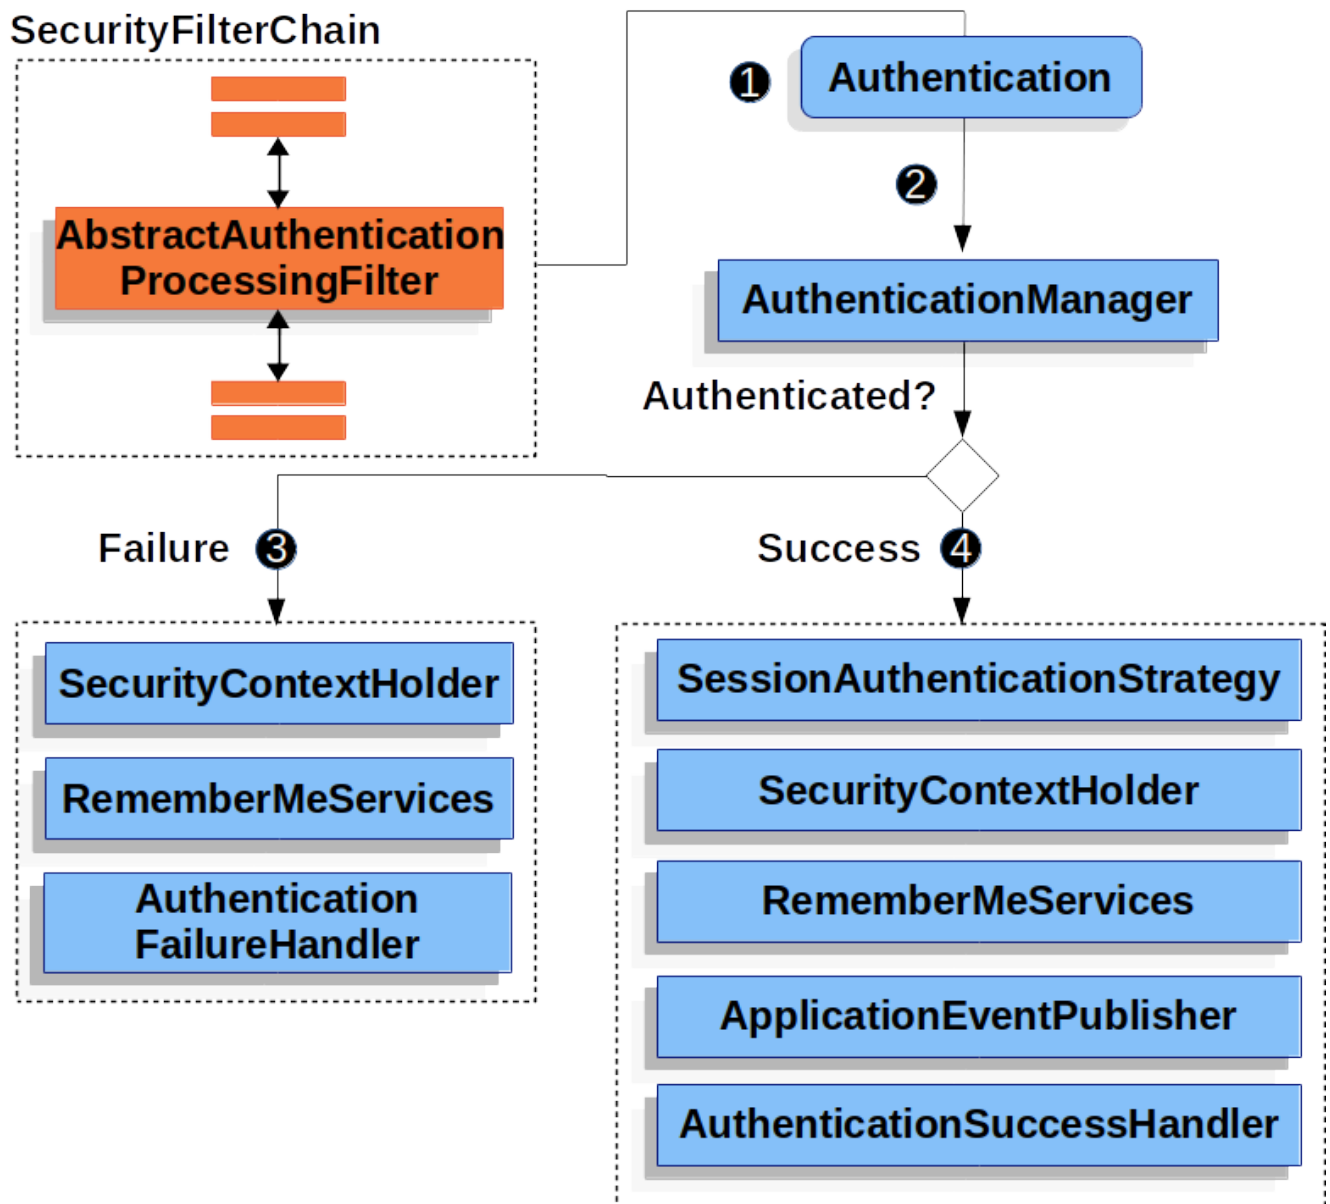 SecurityFilterChain
AbstractAuthentication
ProcessingFilter
1
Authentication
2
AuthenticationManager
Authenticated?
Failure 3
Success 4
SecurityContextHolder
RememberMeServices
Authentication
FailureHandler
SessionAuthenticationStrategy
SecurityContextHolder
RememberMeServices
ApplicationEventPublisher
AuthenticationSuccessHandler